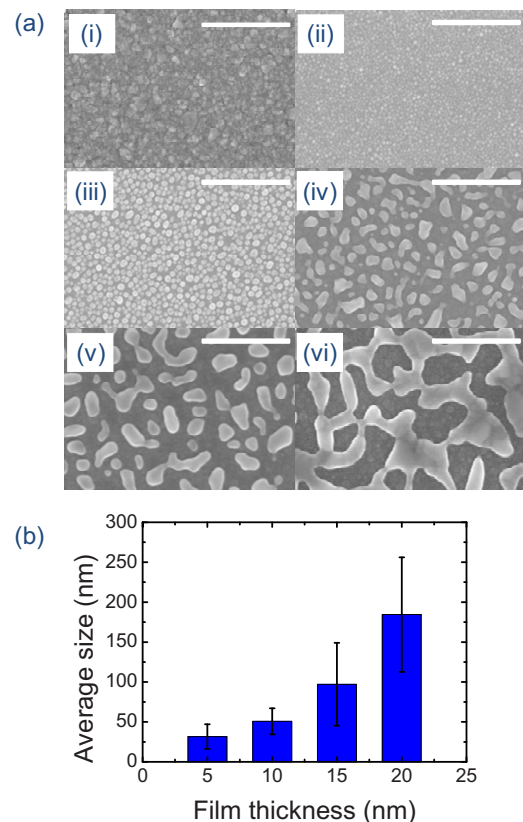 (a)
(i)
(ii)
(iii)
(iv)
(v)
(vi)
(b)
300
250
200
150
100
50
0
Average size (nm)
0 5 10 15 20 25
Film thickness (nm)